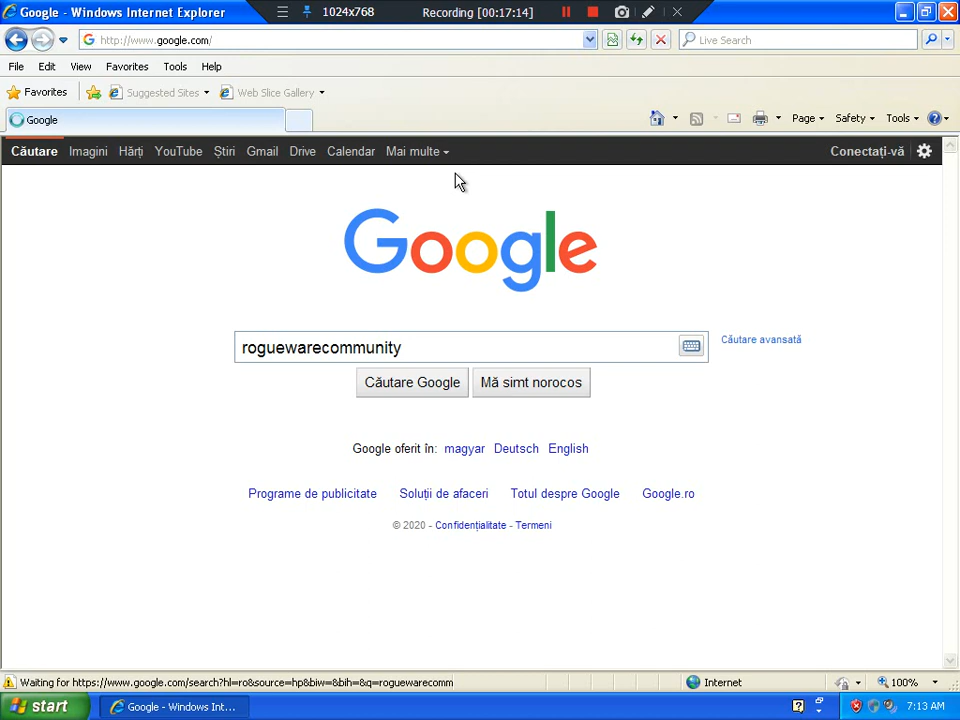 Google - Windows Internet Explorer
1024x768
Recording [00:17:14]
http://www.google.com/
Live Search
File Edit View Favorites Tools Help
Favorites Suggested Sites Web Slice Gallery
Google
Page Safety Tools
Căutare Imagini Hărți YouTube Știri Gmail Drive Calendar Mai multe
Conectați-vă
Google
roguewarecommunity
Căutare avansată
Căutare Google
Mă simt norocos
Google oferit în: magyar Deutsch English
Programe de publicitate Soluții de afaceri Totul despre Google Google.ro
© 2020 - Confidențialitate - Termeni
Waiting for https://www.google.com/search?hl=ro&source=hp&biw=&bih=&q=roguewarecomm
Internet
100%
start
Google - Windows Int...
7:13 AM